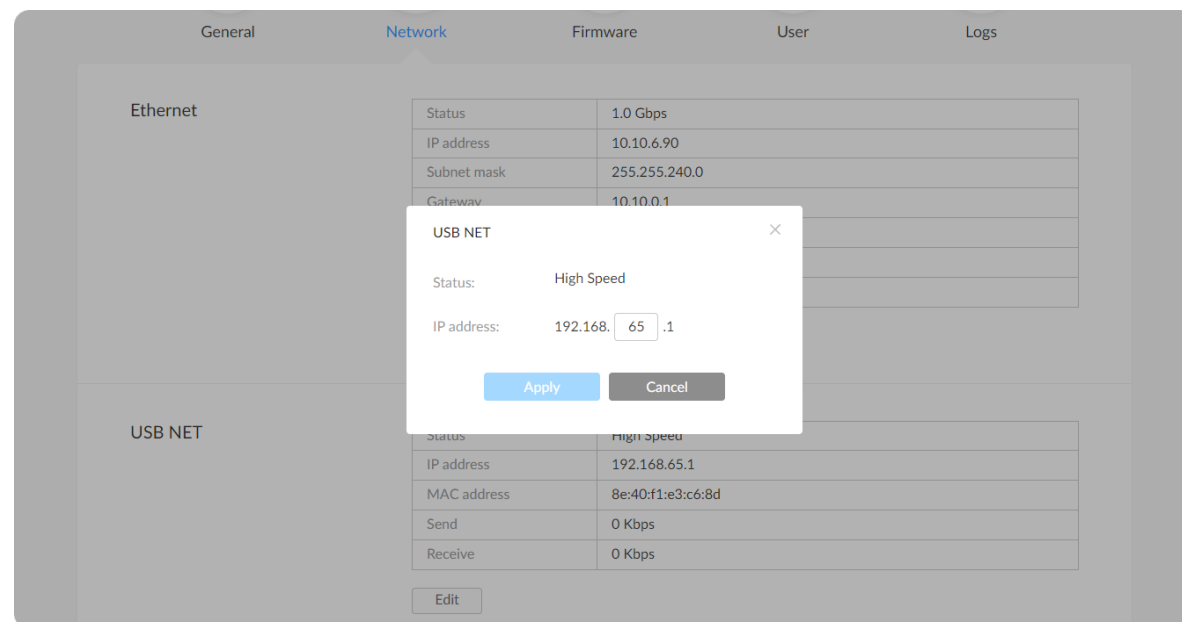 General Network Firmware User Logs
Ethernet
Status 1.0 Gbps
IP address 10.10.6.90
Subnet mask 255.255.240.0
Gateway 10.10.0.1
USB NET
Status: High Speed
IP address: 192.168. 65 .1
Apply Cancel
USB NET
Status High Speed
IP address 192.168.65.1
MAC address 8e:40:f1:e3:c6:8d
Send 0 Kbps
Receive 0 Kbps
Edit